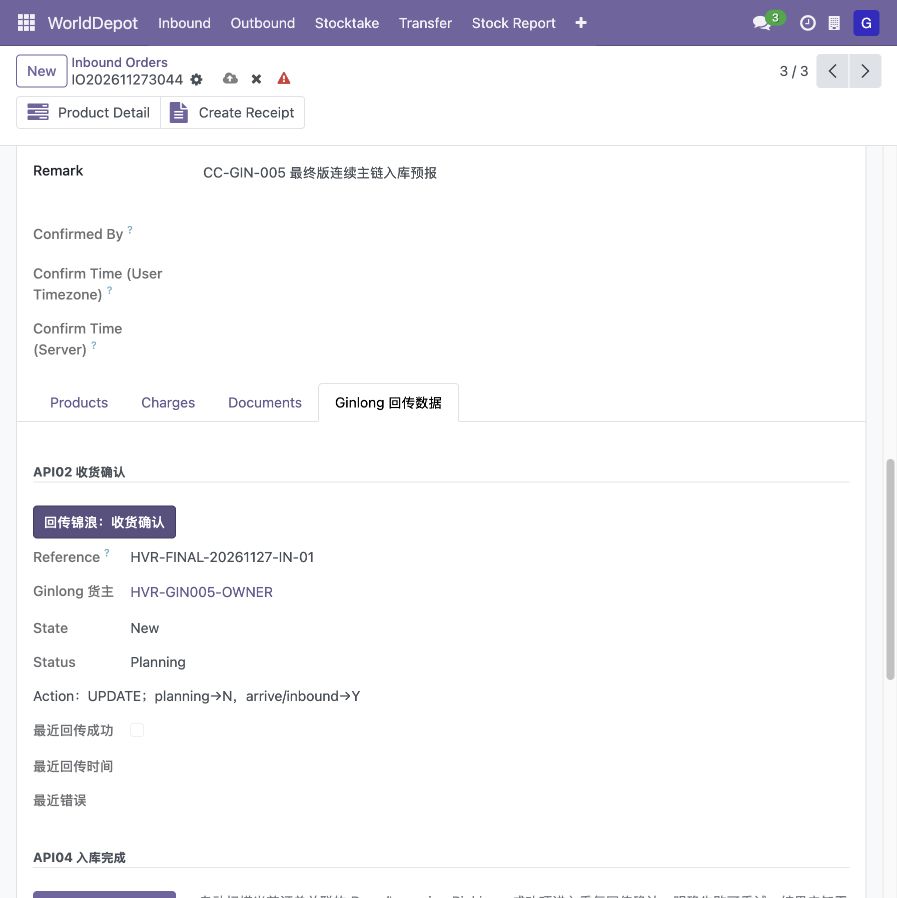 WorldDepot Inbound Outbound Stocktake Transfer Stock Report + 3 G
New Inbound Orders
IO202611273044
3 / 3
Product Detail Create Receipt
Remark CC-GIN-005 最终版连续主链入库预报
Confirmed By ?
Confirm Time (User
Timezone) ?
Confirm Time
(Server) ?
Products Charges Documents Ginlong 回传数据
API02 收货确认
回传锦浪：收货确认
Reference ? HVR-FINAL-20261127-IN-01
Ginlong 货主 HVR-GIN005-OWNER
State New
Status Planning
Action：UPDATE；planning→N，arrive/inbound→Y
最近回传成功
最近回传时间
最近错误
API04 入库完成